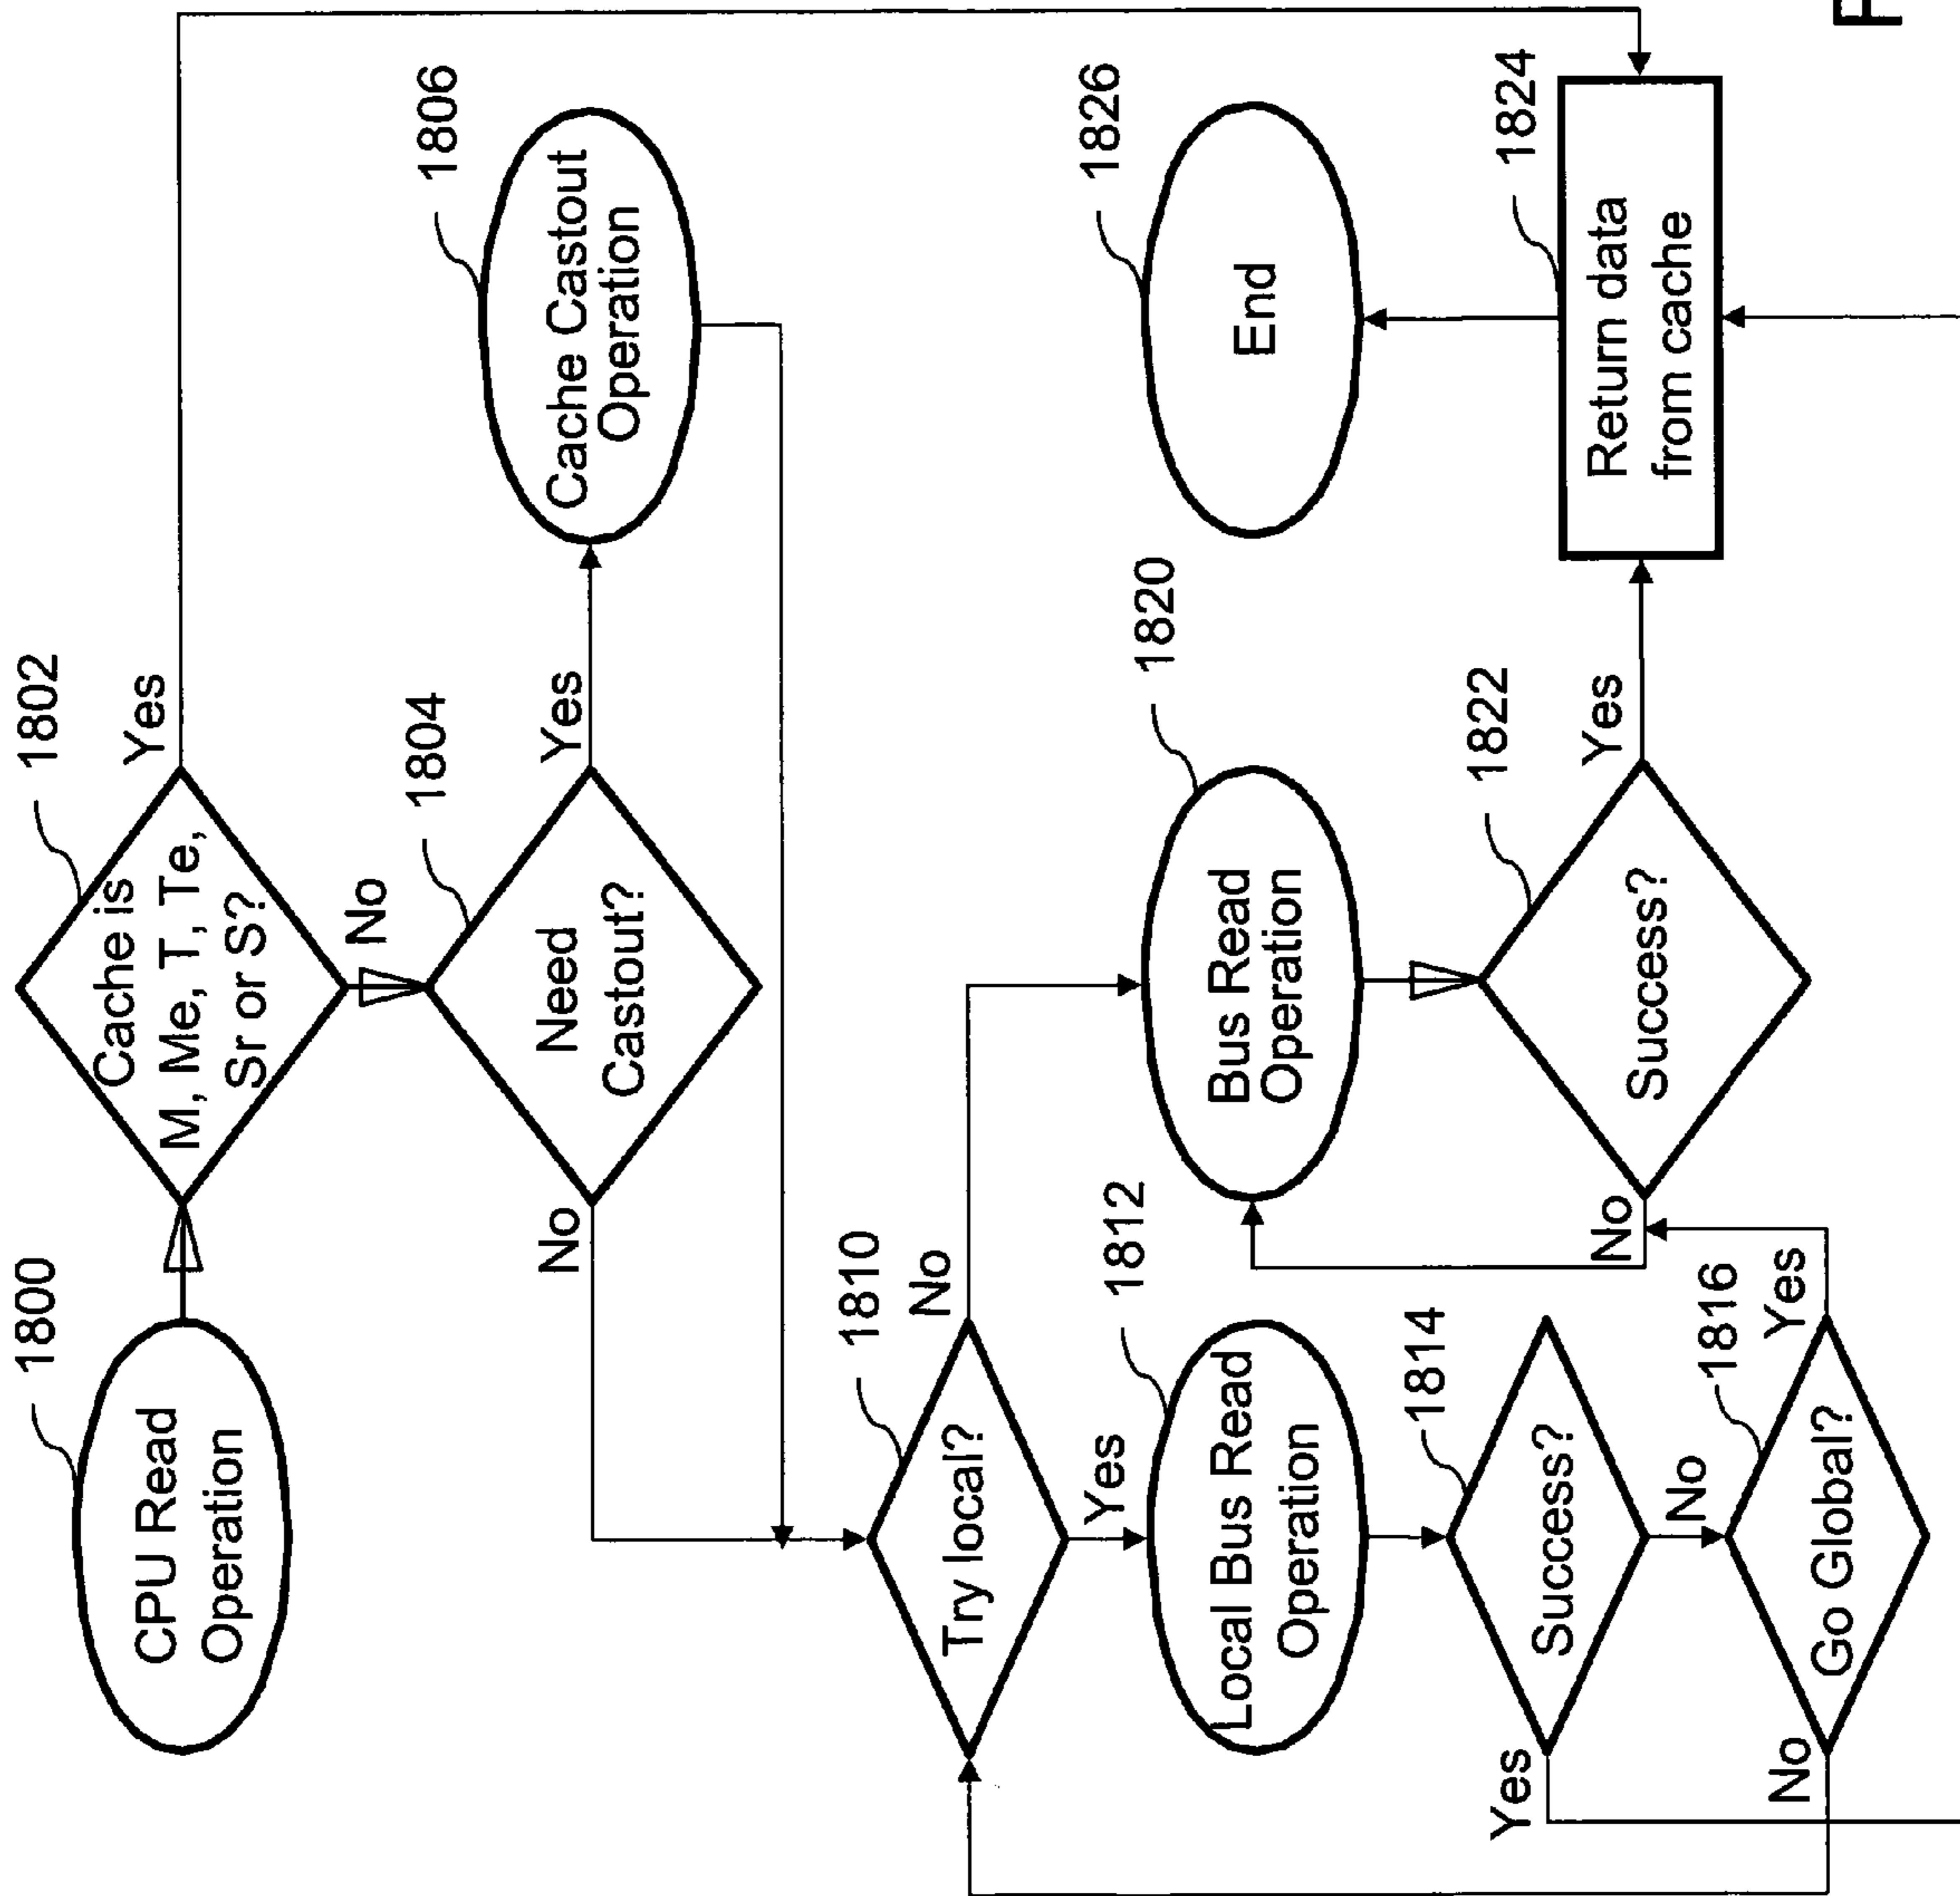 1800
CPU Read
Operation
1802
Cache is
M, Me, T, Te,
Sr or S?
Yes
No
1804
Need
Castout?
Yes
No
1806
Cache Castout
Operation
1810
Try local?
No
Yes
1812
Local Bus Read
Operation
1814
Success?
Yes
No
1816
Go Global?
Yes
No
1820
Bus Read
Operation
1822
Success?
Yes
No
1824
Return data
from cache
1826
End